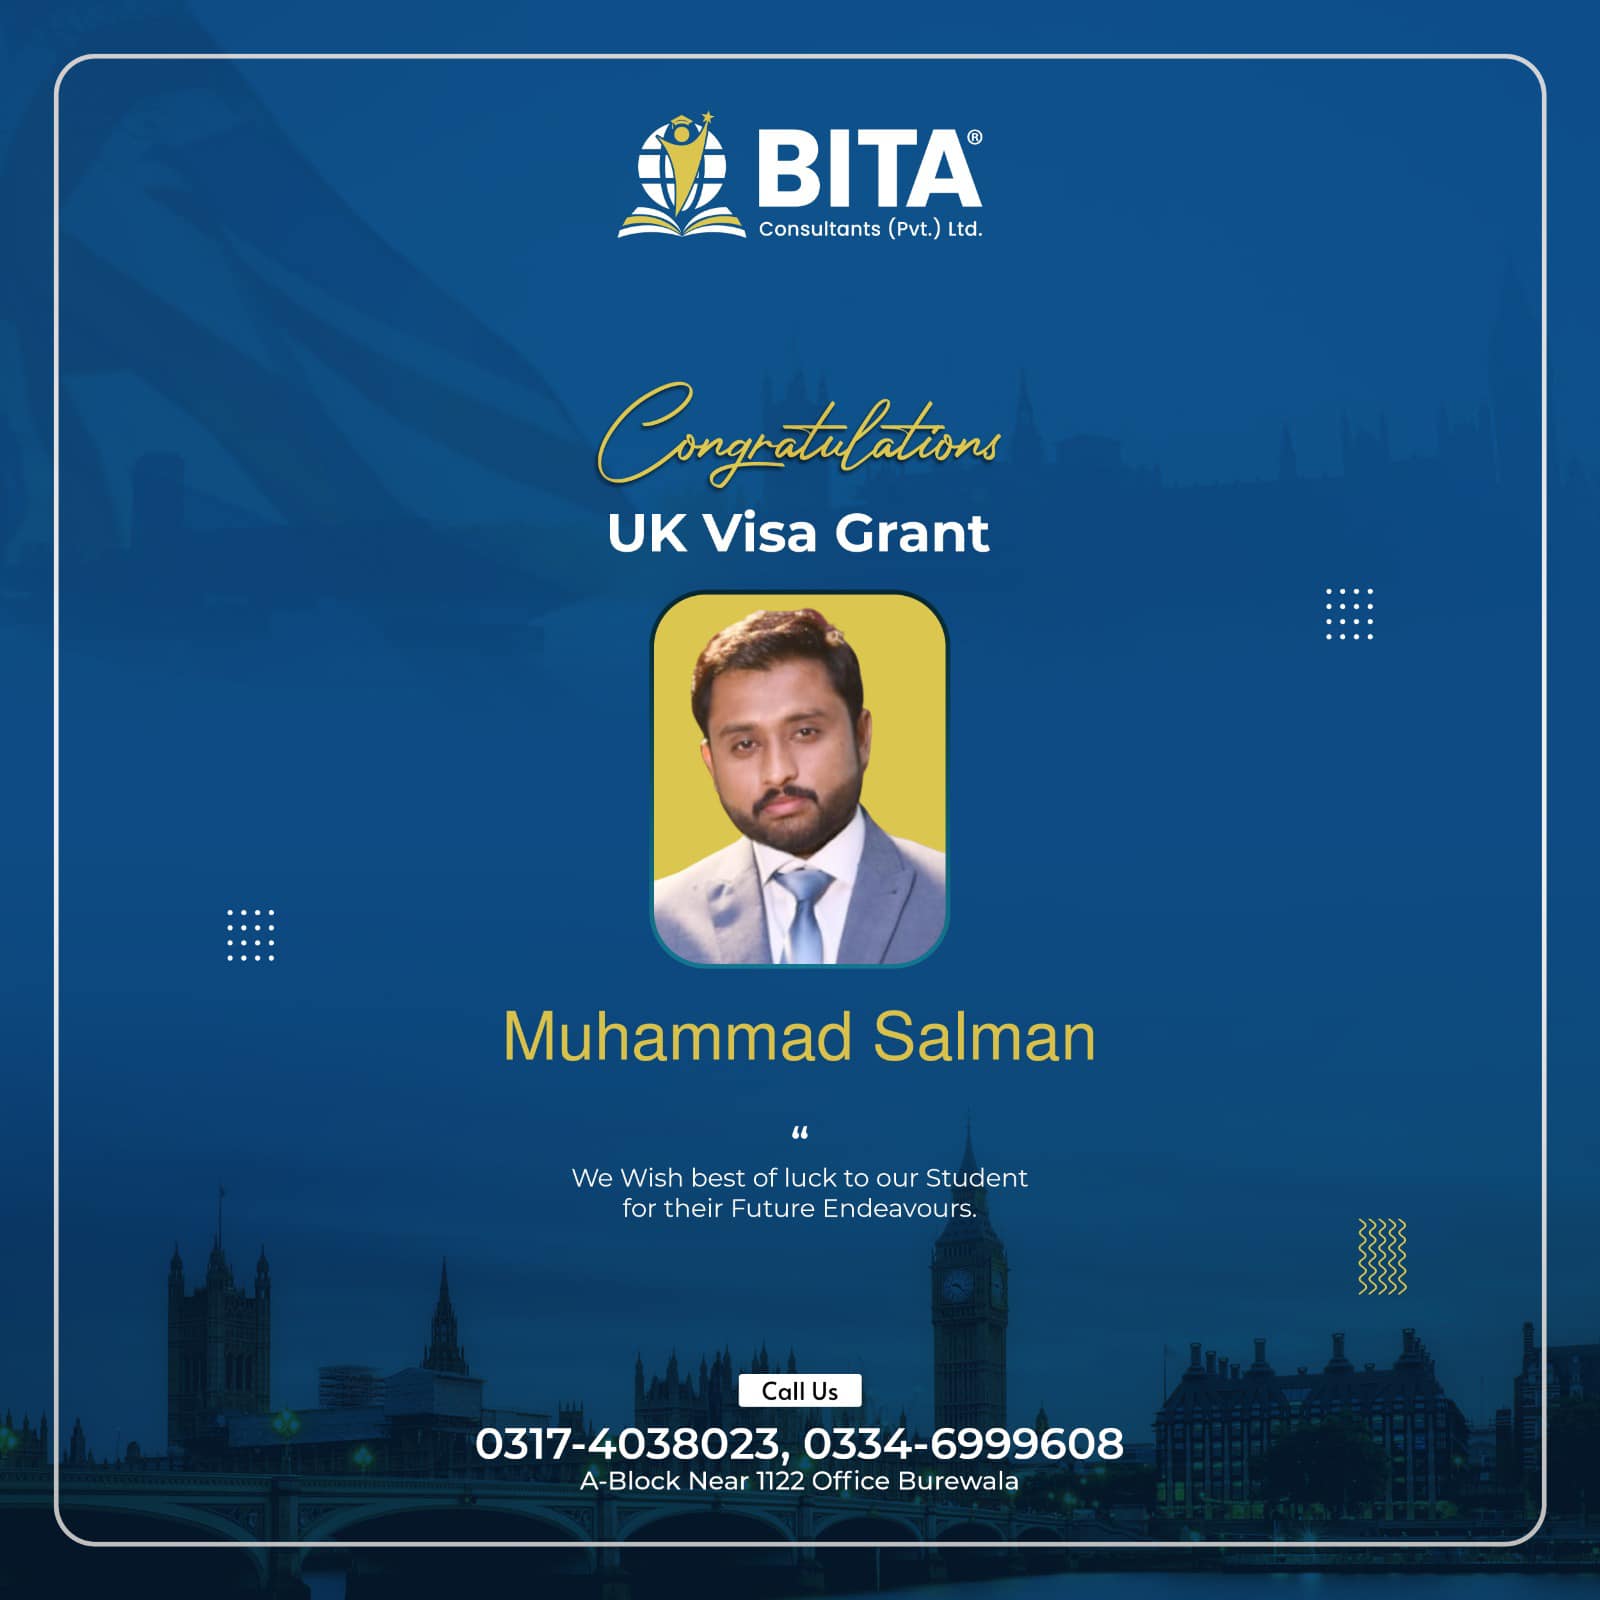 BITA®
Consultants (Pvt.) Ltd.
Congratulations
UK Visa Grant
Muhammad Salman
“
We Wish best of luck to our Student
for their Future Endeavours.
Call Us
0317-4038023, 0334-6999608
A-Block Near 1122 Office Burewala